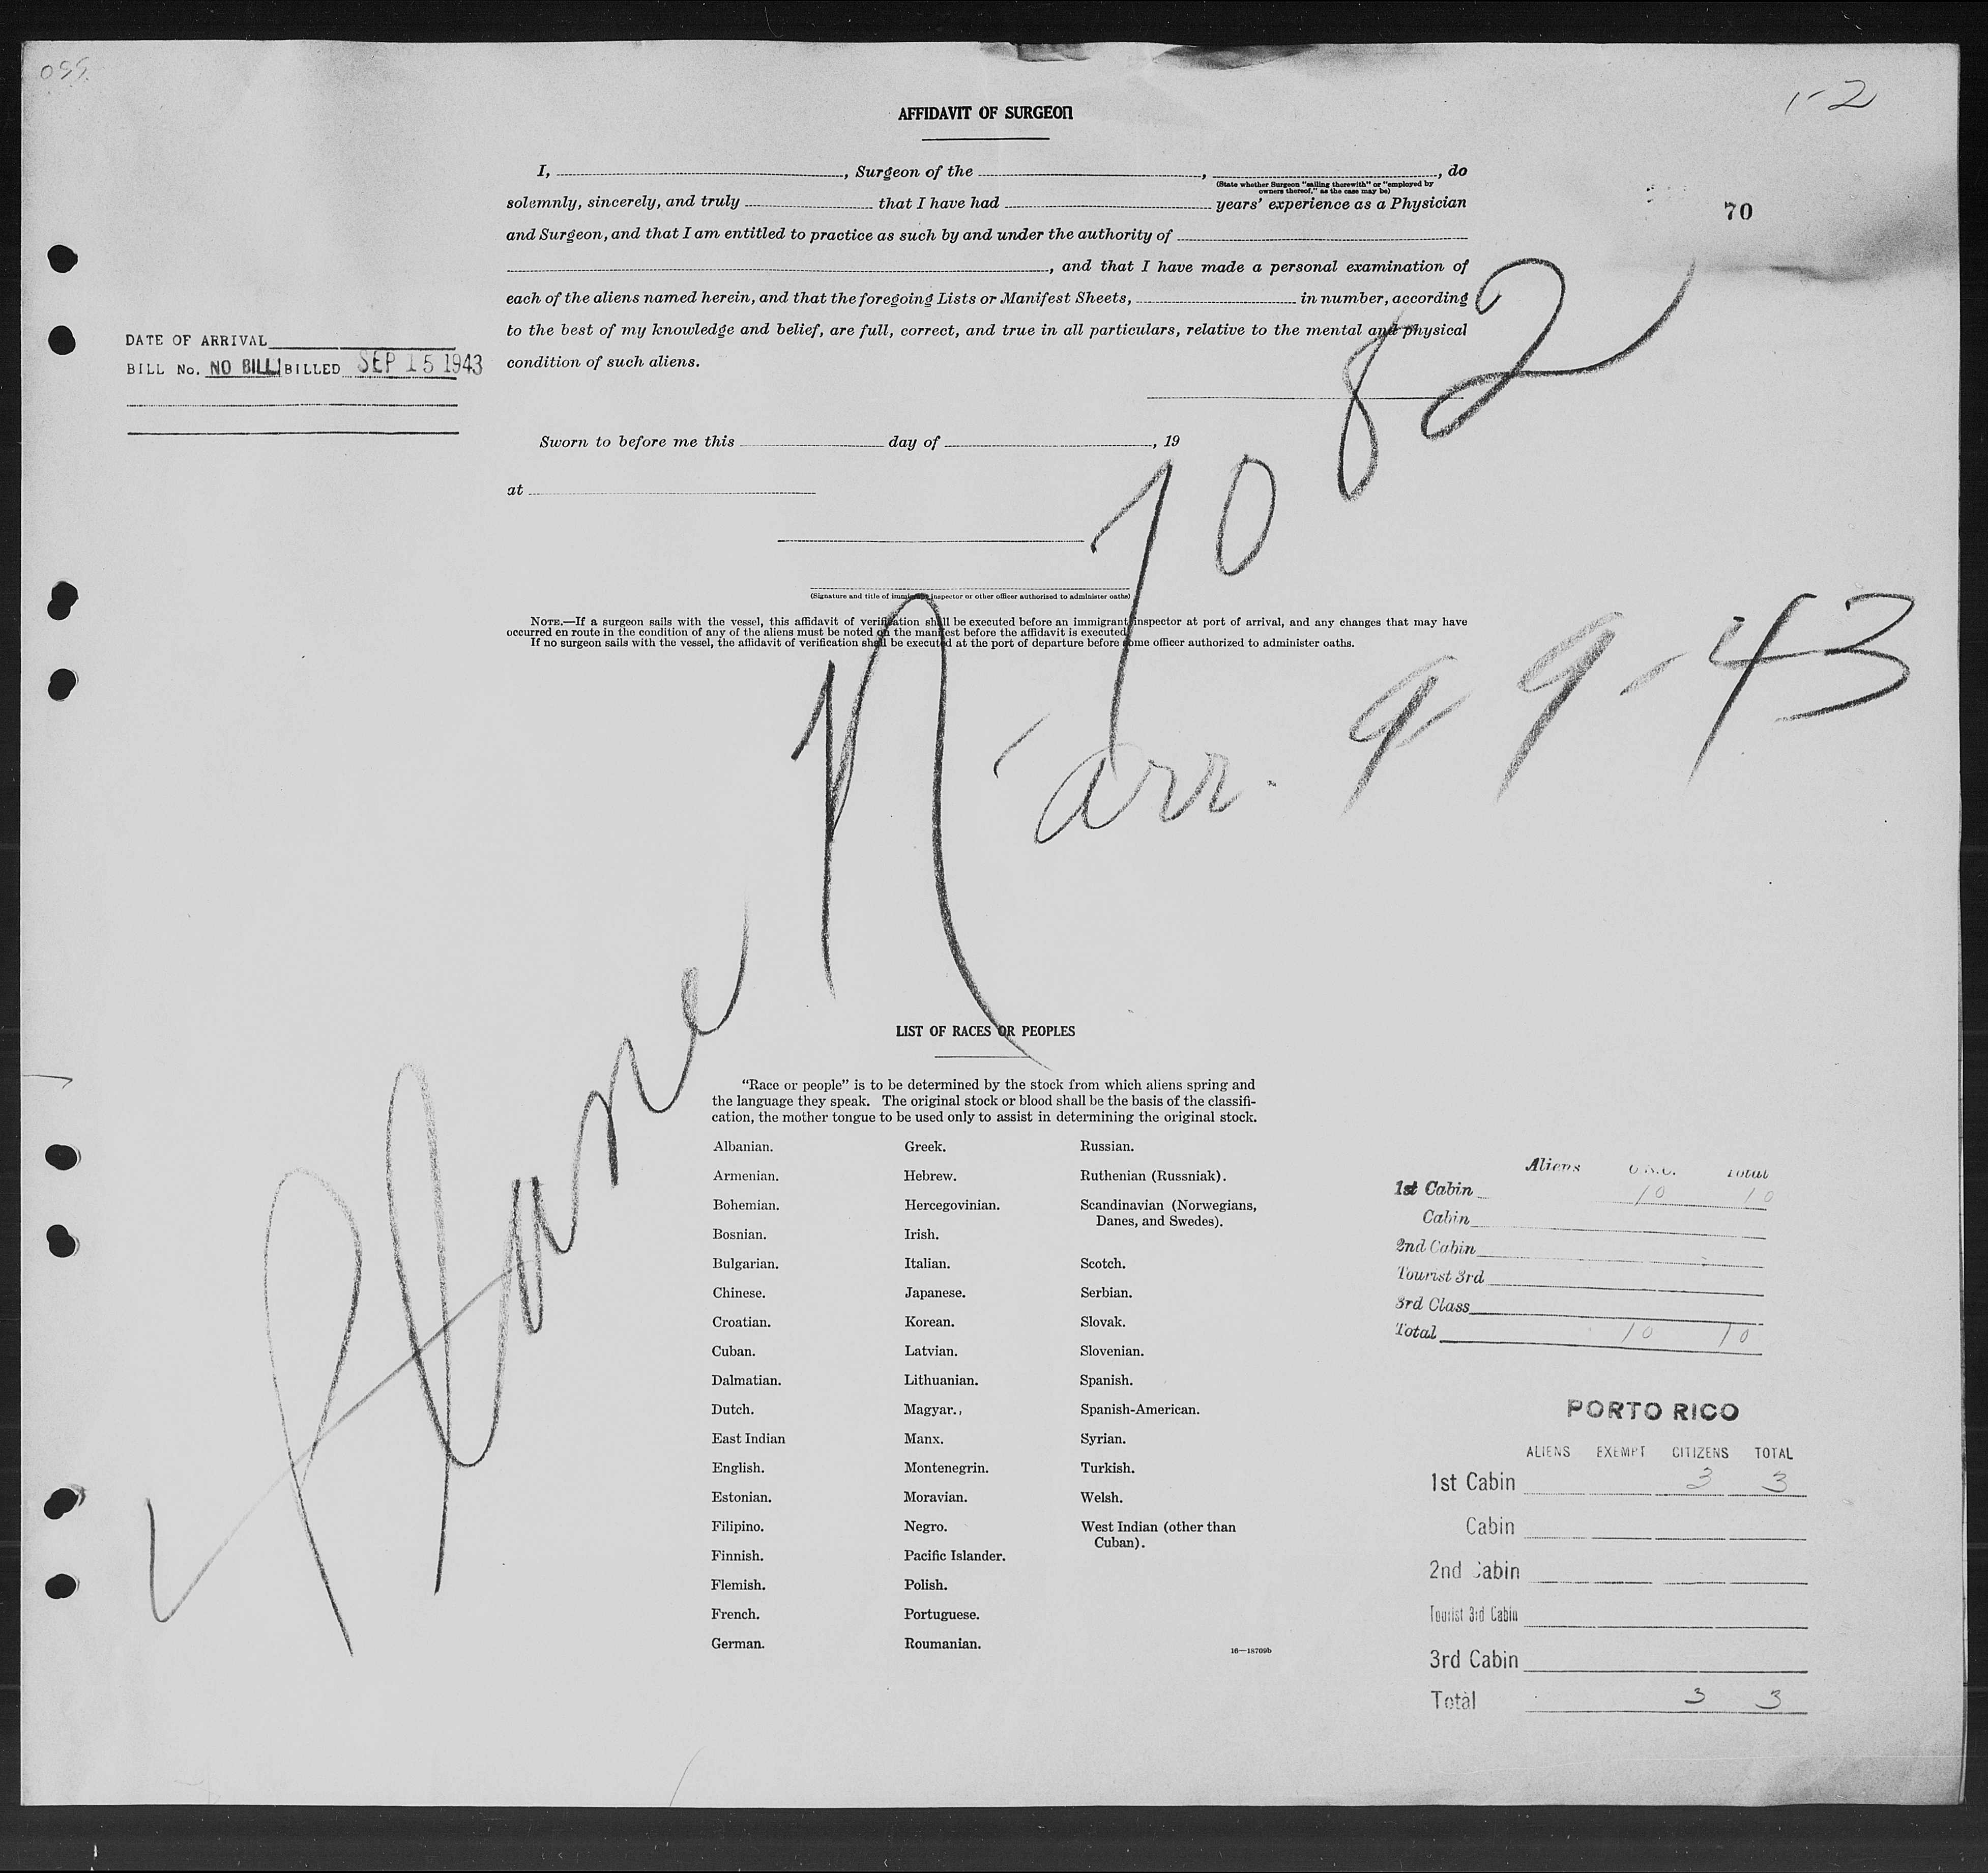 1-2
AFFIDAVIT OF SURGEON
I, , Surgeon of the , , do
(State whether Surgeon "sailing therewith" or "employed by
owners thereof," as the case may be)
solemnly, sincerely, and truly that I have had years' experience as a Physician
70
and Surgeon, and that I am entitled to practice as such by and under the authority of
, and that I have made a personal examination of
each of the aliens named herein, and that the foregoing Lists or Manifest Sheets, in number, according
to the best of my knowledge and belief, are full, correct, and true in all particulars, relative to the mental and physical
condition of such aliens.
DATE OF ARRIVAL
BILL No. NO BILL BILLED SEP 15 1943
Sworn to before me this day of , 19
at
(Signature and title of immigrant inspector or other officer authorized to administer oaths)
NOTE.—If a surgeon sails with the vessel, this affidavit of verification shall be executed before an immigrant inspector at port of arrival, and any changes that may have
occurred en route in the condition of any of the aliens must be noted on the manifest before the affidavit is executed.
If no surgeon sails with the vessel, the affidavit of verification shall be executed at the port of departure before some officer authorized to administer oaths.
Plane N 1082
arr. 9 9-43
LIST OF RACES OR PEOPLES
"Race or people" is to be determined by the stock from which aliens spring and
the language they speak. The original stock or blood shall be the basis of the classifi-
cation, the mother tongue to be used only to assist in determining the original stock.
Albanian.
Armenian.
Bohemian.
Bosnian.
Bulgarian.
Chinese.
Croatian.
Cuban.
Dalmatian.
Dutch.
East Indian
English.
Estonian.
Filipino.
Finnish.
Flemish.
French.
German.
Greek.
Hebrew.
Hercegovinian.
Irish.
Italian.
Japanese.
Korean.
Latvian.
Lithuanian.
Magyar.
Manx.
Montenegrin.
Moravian.
Negro.
Pacific Islander.
Polish.
Portuguese.
Roumanian.
Russian.
Ruthenian (Russniak).
Scandinavian (Norwegians,
Danes, and Swedes).
Scotch.
Serbian.
Slovak.
Slovenian.
Spanish.
Spanish-American.
Syrian.
Turkish.
Welsh.
West Indian (other than
Cuban).
16—18709b
Aliens Total
1st Cabin 10 10
Cabin
2nd Cabin
Tourist 3rd
3rd Class
Total 10 10
PORTO RICO
ALIENS EXEMPT CITIZENS TOTAL
1st Cabin 3 3
Cabin
2nd Cabin
Tourist 3rd Cabin
3rd Cabin
Total 3 3